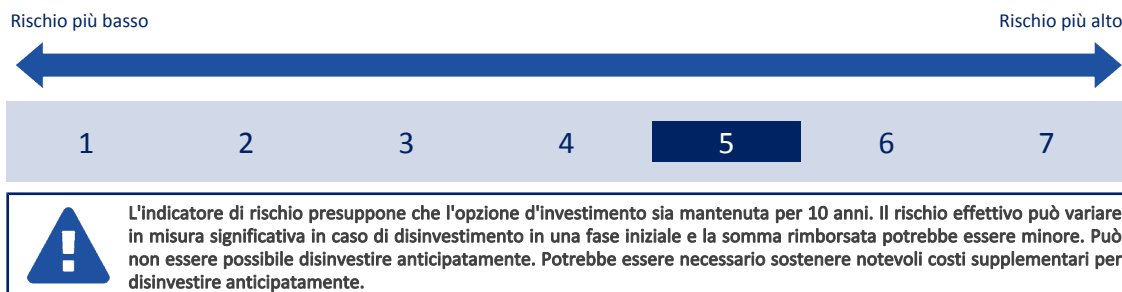 Rischio più basso Rischio più alto
1 2 3 4 5 6 7
L'indicatore di rischio presuppone che l'opzione d'investimento sia mantenuta per 10 anni. Il rischio effettivo può variare
in misura significativa in caso di disinvestimento in una fase iniziale e la somma rimborsata potrebbe essere minore. Può
non essere possibile disinvestire anticipatamente. Potrebbe essere necessario sostenere notevoli costi supplementari per
disinvestire anticipatamente.